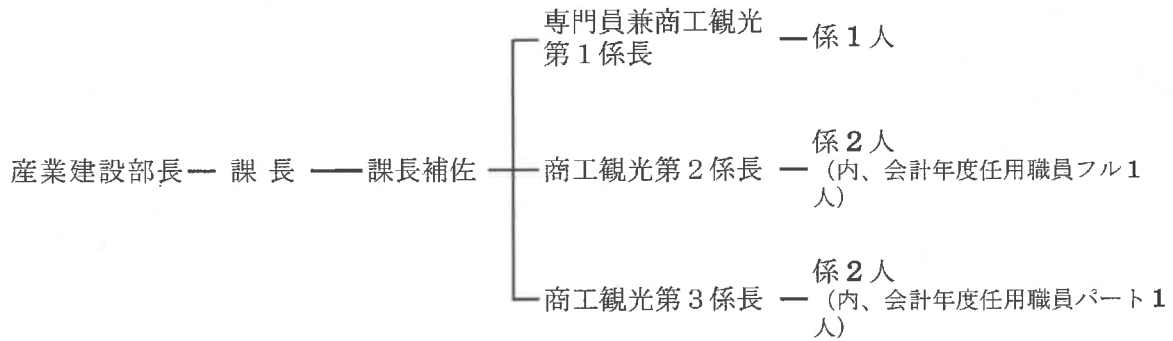 専門員兼商工観光
第1係長
係1人
産業建設部長
課長
課長補佐
商工観光第2係長
係2人
(内、会計年度任用職員フル1
人)
商工観光第3係長
係2人
(内、会計年度任用職員パート1
人)